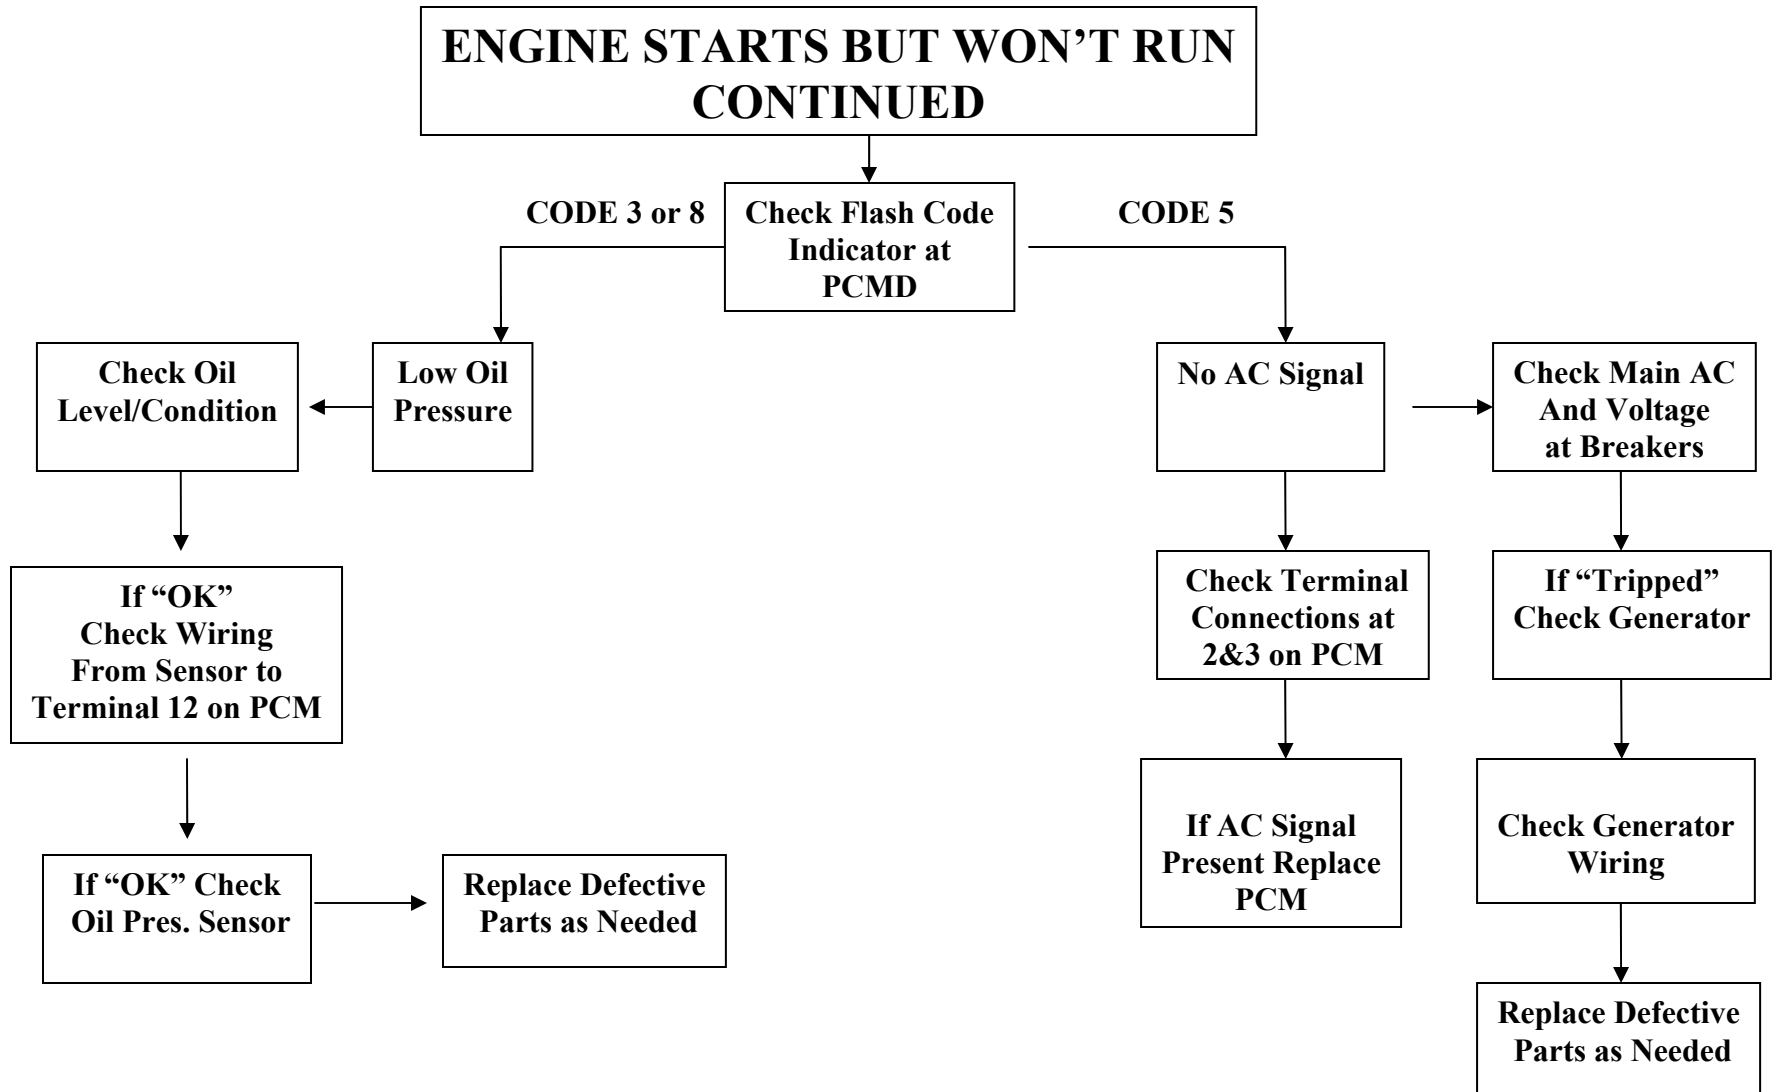 ENGINE STARTS BUT WON’T RUN
CONTINUED
CODE 3 or 8
Check Flash Code
Indicator at
PCMD
CODE 5
Check Oil
Level/Condition
Low Oil
Pressure
No AC Signal
Check Main AC
And Voltage
at Breakers
If “OK”
Check Wiring
From Sensor to
Terminal 12 on PCM
Check Terminal
Connections at
2&3 on PCM
If “Tripped”
Check Generator
If “OK” Check
Oil Pres. Sensor
Replace Defective
Parts as Needed
If AC Signal
Present Replace
PCM
Check Generator
Wiring
Replace Defective
Parts as Needed